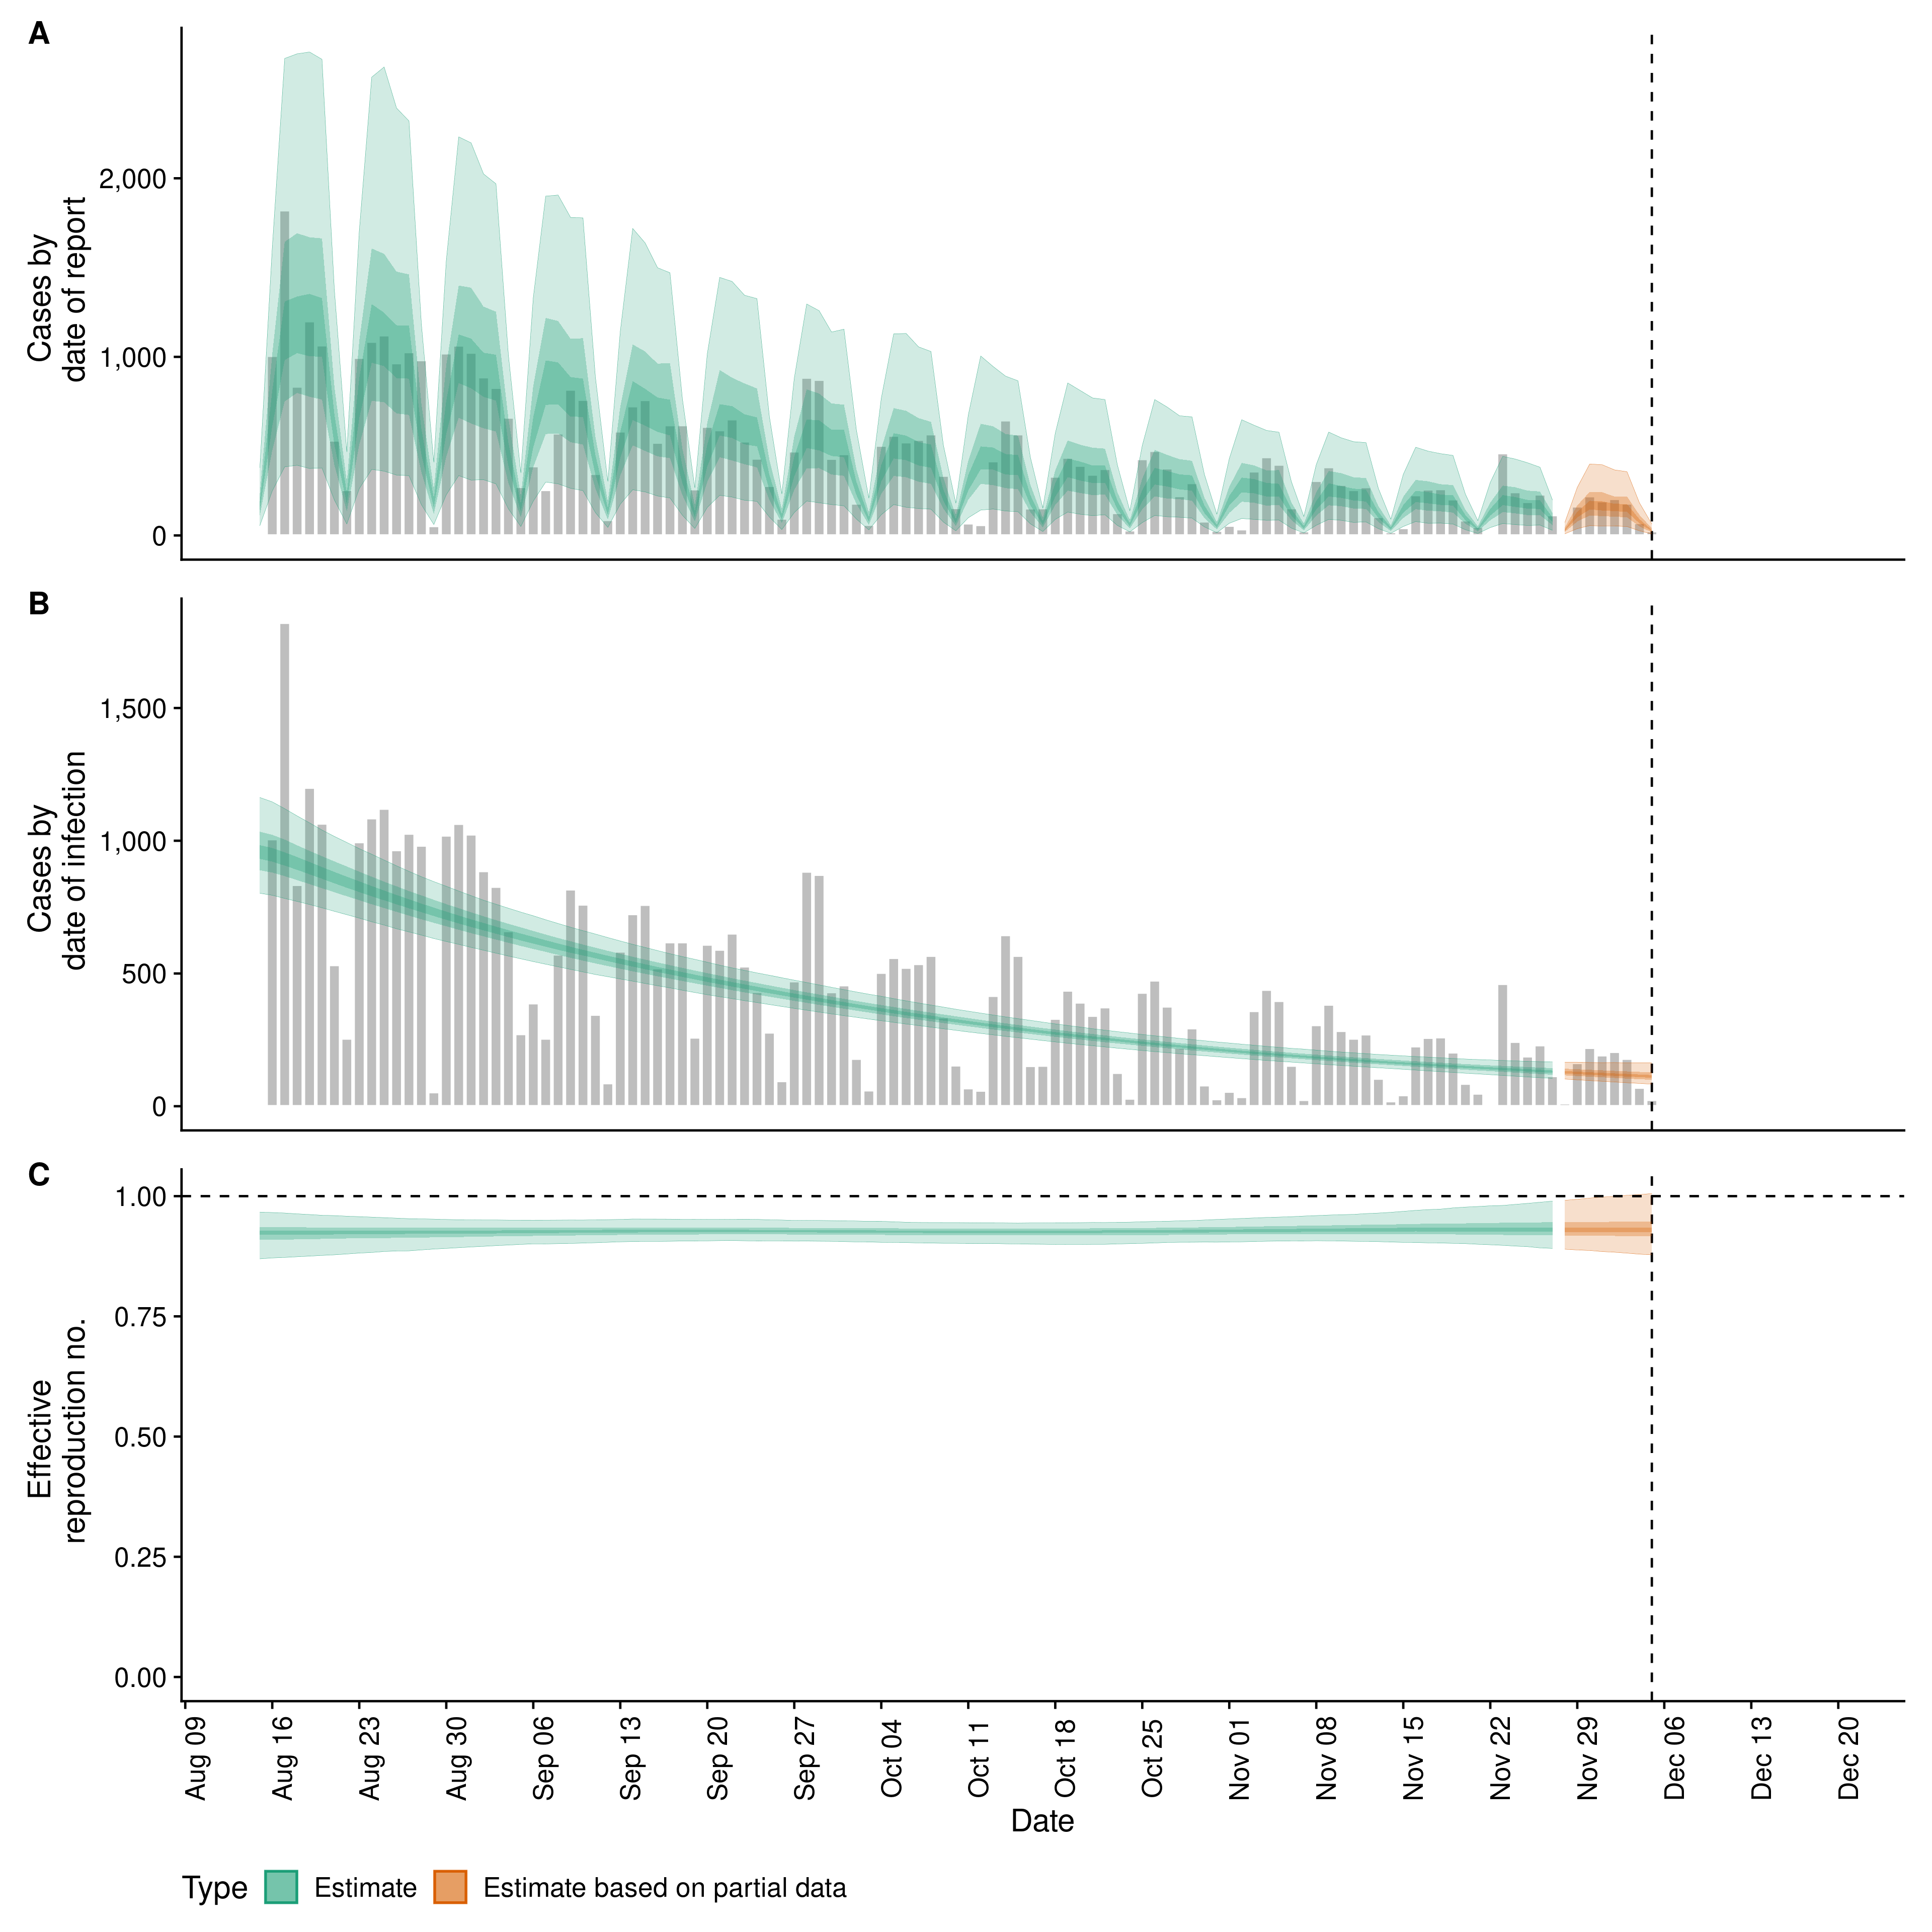 A
Cases by
date of report
2,000
1,000
0
B
Cases by
date of infection
1,500
1,000
500
0
C
Effective
reproduction no.
1.00
0.75
0.50
0.25
0.00
Aug 09
Aug 16
Aug 23
Aug 30
Sep 06
Sep 13
Sep 20
Sep 27
Oct 04
Oct 11
Oct 18
Oct 25
Nov 01
Nov 08
Nov 15
Nov 22
Nov 29
Dec 06
Dec 13
Dec 20
Date
Type Estimate Estimate based on partial data